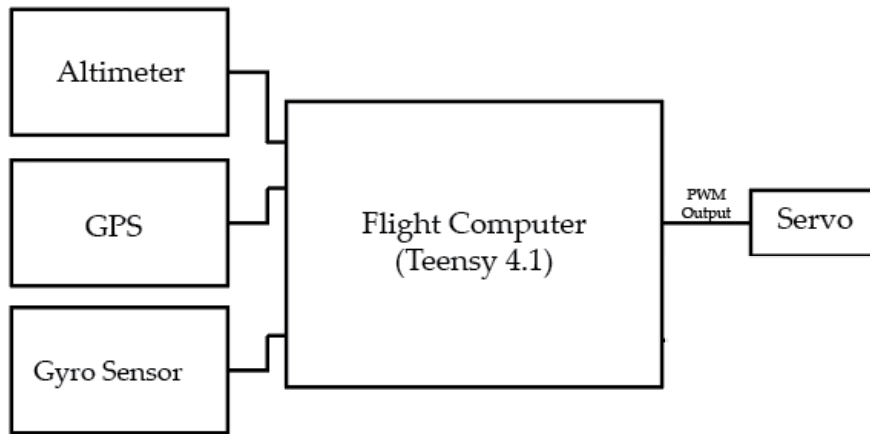 Altimeter
GPS
Gyro Sensor
Flight Computer
(Teensy 4.1)
PWM
Output
Servo